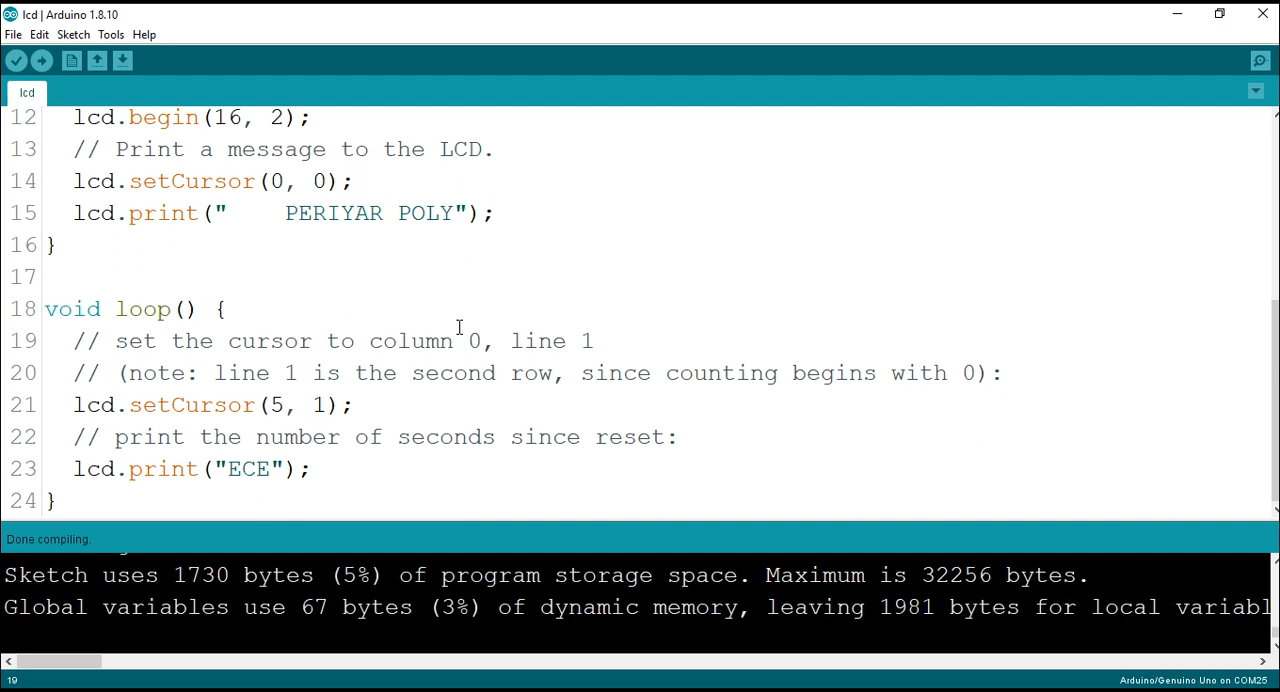 lcd | Arduino 1.8.10
File Edit Sketch Tools Help
lcd
12 lcd.begin(16, 2);
13 // Print a message to the LCD.
14 lcd.setCursor(0, 0);
15 lcd.print("    PERIYAR POLY");
16 }
17
18 void loop() {
19 // set the cursor to column 0, line 1
20 // (note: line 1 is the second row, since counting begins with 0):
21 lcd.setCursor(5, 1);
22 // print the number of seconds since reset:
23 lcd.print("ECE");
24 }
Done compiling.
Sketch uses 1730 bytes (5%) of program storage space. Maximum is 32256 bytes.
Global variables use 67 bytes (3%) of dynamic memory, leaving 1981 bytes for local variabl
19 Arduino/Genuino Uno on COM25